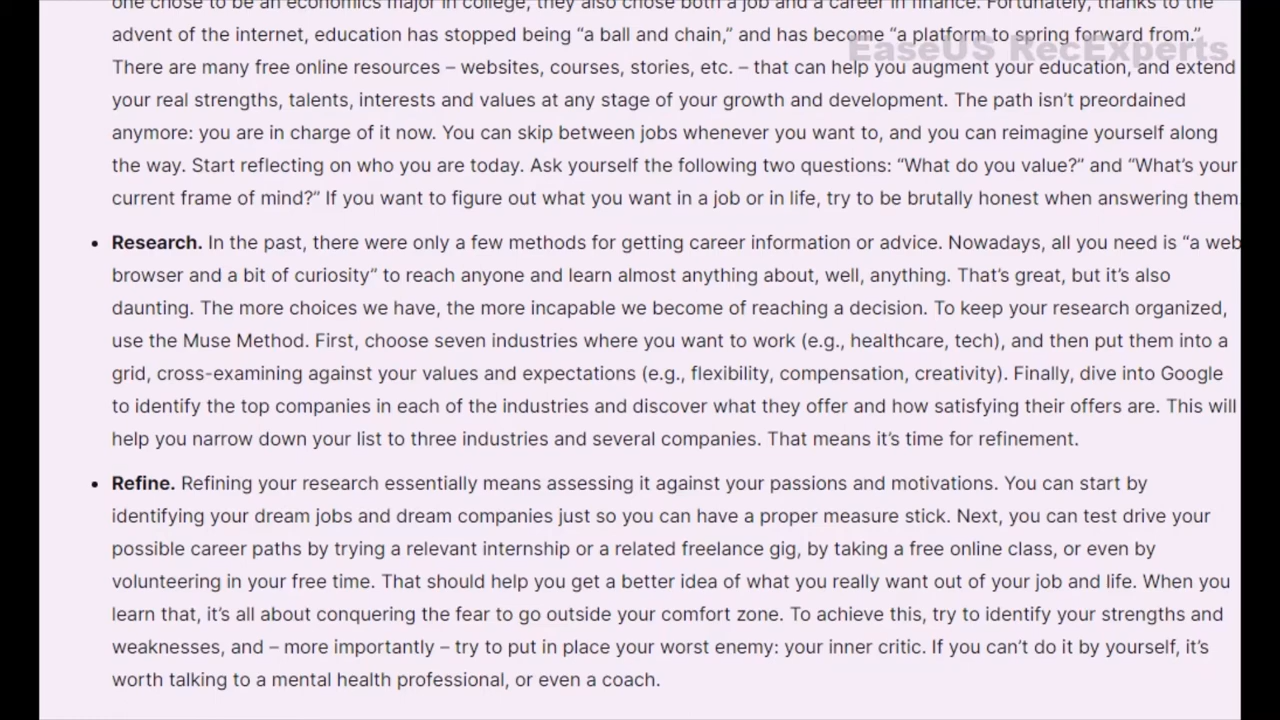 one chose to be an economics major in college, they also chose both a job and a career in finance. Fortunately, thanks to the
advent of the internet, education has stopped being “a ball and chain,” and has become “a platform to spring forward from.”
EaseUS RecExperts
There are many free online resources – websites, courses, stories, etc. – that can help you augment your education, and extend
your real strengths, talents, interests and values at any stage of your growth and development. The path isn’t preordained
anymore: you are in charge of it now. You can skip between jobs whenever you want to, and you can reimagine yourself along
the way. Start reflecting on who you are today. Ask yourself the following two questions: “What do you value?” and “What’s your
current frame of mind?” If you want to figure out what you want in a job or in life, try to be brutally honest when answering them
• Research. In the past, there were only a few methods for getting career information or advice. Nowadays, all you need is “a web
browser and a bit of curiosity” to reach anyone and learn almost anything about, well, anything. That’s great, but it’s also
daunting. The more choices we have, the more incapable we become of reaching a decision. To keep your research organized,
use the Muse Method. First, choose seven industries where you want to work (e.g., healthcare, tech), and then put them into a
grid, cross-examining against your values and expectations (e.g., flexibility, compensation, creativity). Finally, dive into Google
to identify the top companies in each of the industries and discover what they offer and how satisfying their offers are. This will
help you narrow down your list to three industries and several companies. That means it’s time for refinement.
• Refine. Refining your research essentially means assessing it against your passions and motivations. You can start by
identifying your dream jobs and dream companies just so you can have a proper measure stick. Next, you can test drive your
possible career paths by trying a relevant internship or a related freelance gig, by taking a free online class, or even by
volunteering in your free time. That should help you get a better idea of what you really want out of your job and life. When you
learn that, it’s all about conquering the fear to go outside your comfort zone. To achieve this, try to identify your strengths and
weaknesses, and – more importantly – try to put in place your worst enemy: your inner critic. If you can’t do it by yourself, it’s
worth talking to a mental health professional, or even a coach.